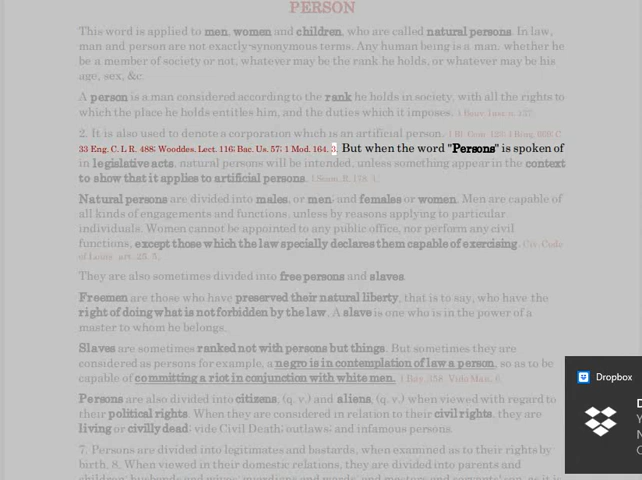 PERSON
This word is applied to men, women and children, who are called natural persons. In law,
man and person are not exactly-synonymous terms. Any human being is a man, whether he
be a member of society or not, whatever may be the rank he holds, or whatever may be his
age, sex, &c.
A person is a man considered according to the rank he holds in society, with all the rights to
which the place he holds entitles him, and the duties which it imposes. 1 Bouv. Inst. n. 137.
2. It is also used to denote a corporation which is an artificial person. 1 Bl. Com. 123;
33 Eng. C. L R. 488; Wooddes. Lect. 116; Bac. Us. 57; 1 Mod. 164. 3. But when the word "Persons" is spoken of
in legislative acts, natural persons will be intended, unless something appear in the context
to show that it applies to artificial persons. 1 Scam. R. 178.
Natural persons are divided into males, or men; and females or women. Men are capable of
all kinds of engagements and functions, unless by reasons applying to particular
individuals. Women cannot be appointed to any public office, nor perform any civil
functions, except those which the law specially declares them capable of exercising. Civ. Code
of Louis. art. 25. 5.
They are also sometimes divided into free persons and slaves.
Freemen are those who have preserved their natural liberty, that is to say, who have the
right of doing what is not forbidden by the law. A slave is one who is in the power of a
master to whom he belongs.
Slaves are sometimes ranked not with persons but things. But sometimes they are
considered as persons for example, a negro is in contemplation of law a person, so as to be
capable of committing a riot in conjunction with white men. 1 Bay, 358. Vide Man. 6.
Persons are also divided into citizens, (q. v.) and aliens, (q. v.) when viewed with regard to
their political rights. When they are considered in relation to their civil rights, they are
living or civilly dead; vide Civil Death; outlaws; and infamous persons.
7. Persons are divided into legitimates and bastards, when examined as to their rights by
birth. 8. When viewed in their domestic relations, they are divided into parents and
children; husbands and wives; guardians and wards; and masters and servants
Dropbox